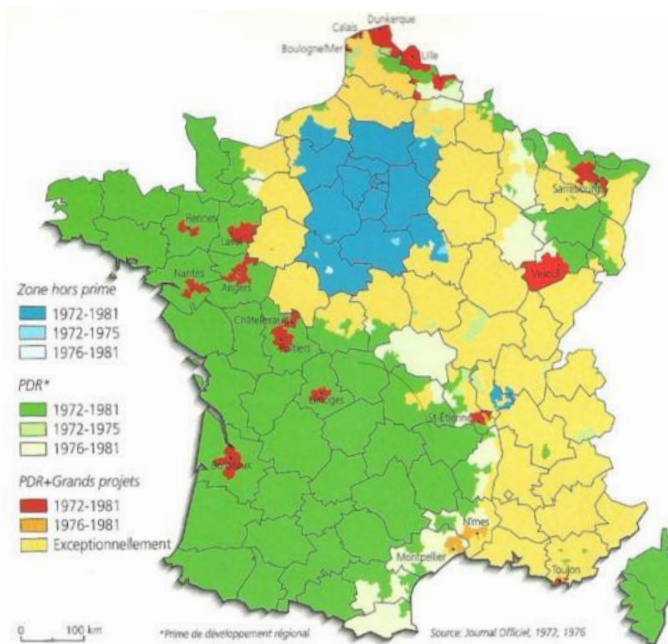 Dunkerque
Calais
Boulogne/Mer
Lille
Sarrebourg
Rennes
Laval
Vesoul
Nantes
Angers
Zone hors prime
1972-1981
1972-1975
1976-1981
Châtellerault
Poitiers
PDR*
1972-1981
1972-1975
1976-1981
Limoges
St-Étienne
Bordeaux
PDR+Grands projets
1972-1981
1976-1981
Exceptionnellement
Nîmes
Montpellier
Toulon
0 100 km
*Prime de développement régional
Source: Journal Officiel, 1972, 1976